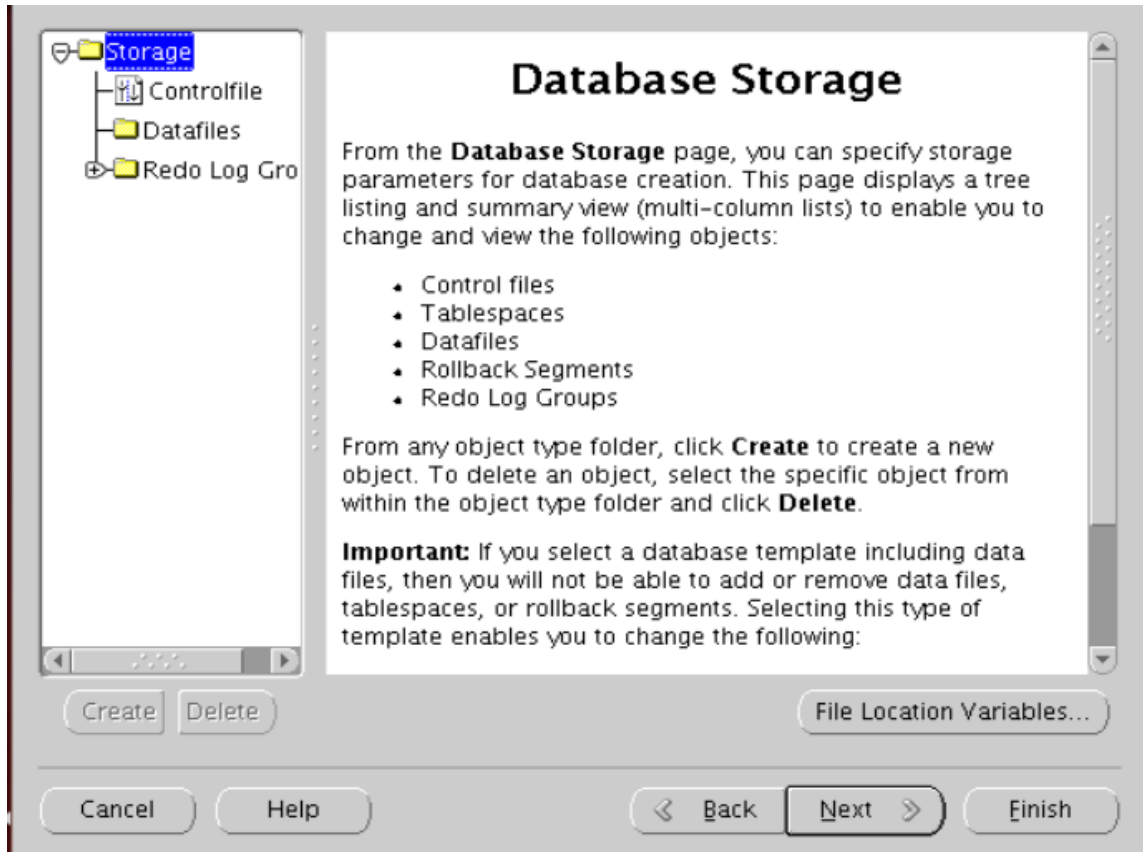 Storage
Controlfile
Datafiles
Redo Log Gro
Database Storage
From the Database Storage page, you can specify storage
parameters for database creation. This page displays a tree
listing and summary view (multi-column lists) to enable you to
change and view the following objects:
• Control files
• Tablespaces
• Datafiles
• Rollback Segments
• Redo Log Groups
From any object type folder, click Create to create a new
object. To delete an object, select the specific object from
within the object type folder and click Delete.
Important: If you select a database template including data
files, then you will not be able to add or remove data files,
tablespaces, or rollback segments. Selecting this type of
template enables you to change the following:
Create Delete
File Location Variables...
Cancel Help Back Next Finish